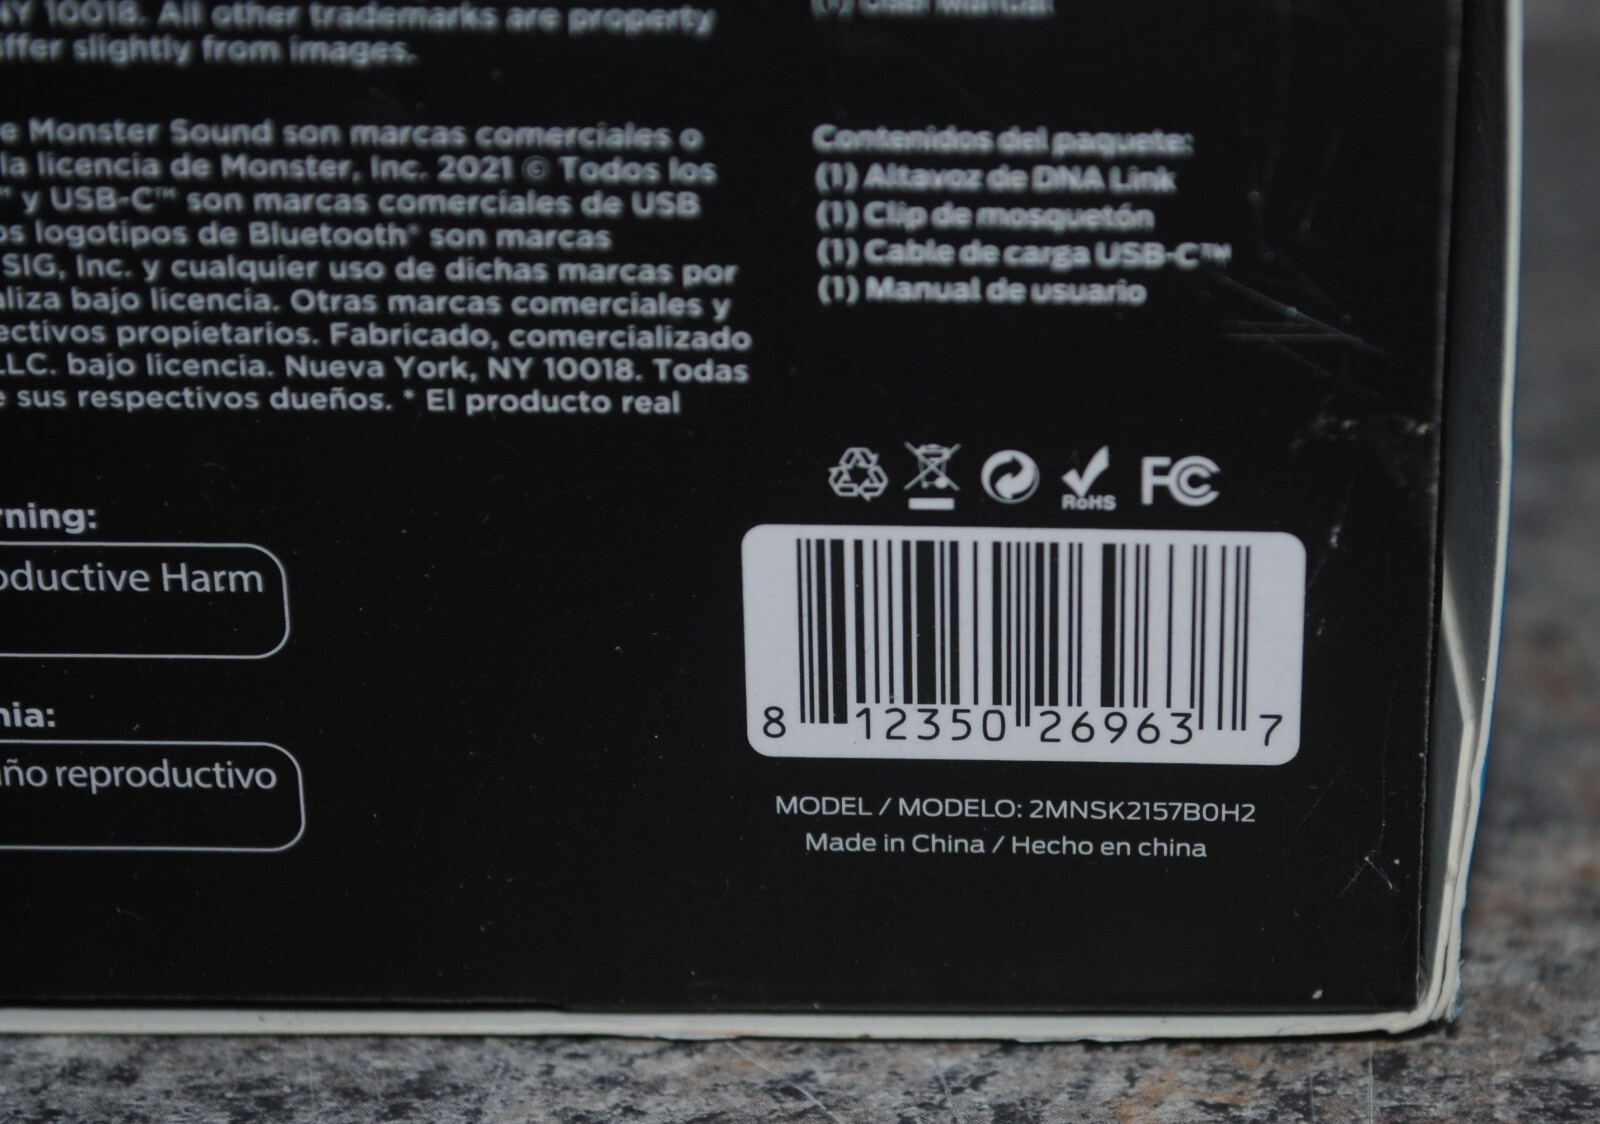 NY 10018. All other trademarks are property
iffer slightly from images.
(1) User Manual
e Monster Sound son marcas comerciales o
la licencia de Monster, Inc. 2021 © Todos los
™ y USB-C™ son marcas comerciales de USB
os logotipos de Bluetooth® son marcas
SIG, Inc. y cualquier uso de dichas marcas por
aliza bajo licencia. Otras marcas comerciales y
ectivos propietarios. Fabricado, comercializado
LLC. bajo licencia. Nueva York, NY 10018. Todas
e sus respectivos dueños. * El producto real
Contenidos del paquete:
(1) Altavoz de DNA Link
(1) Clip de mosquetón
(1) Cable de carga USB-C™
(1) Manual de usuario
RoHS FC
rning:
oductive Harm
nia:
año reproductivo
8 12350 26963 7
MODEL / MODELO: 2MNSK2157B0H2
Made in China / Hecho en china